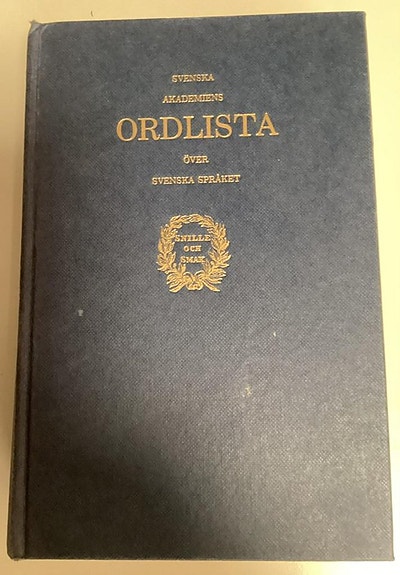 SVENSKA
AKADEMIENS
ORDLISTA
ÖVER
SVENSKA SPRÅKET
SNILLE
OCH
SMAK